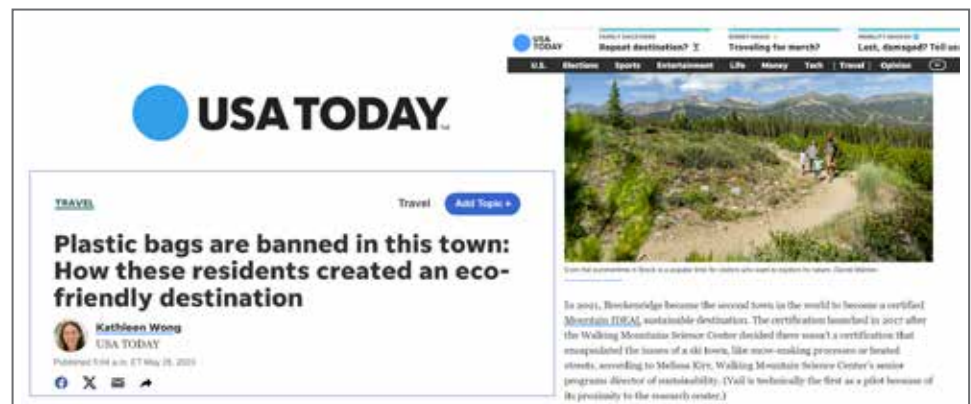 USA TODAY
TRAVEL
Travel
Add Topic +
Plastic bags are banned in this town:
How these residents created an eco-
friendly destination
Kathleen Wong
USA TODAY
USA
TODAY
Repeat destination?
Traveling for merch?
Lost, damaged? Tell us
U.S. Elections Sports Entertainment Life Money Tech Travel Opinion
In 2021, Breckenridge became the second town in the world to become a certified
Mountain IDEAL sustainable destination. The certification launched in 2017 after
the Walking Mountains Science Center decided there wasn't a certification that
encapsulated the issues of a ski town, like snow-making processes or heated
streets, according to Melissa Kirr, Walking Mountain Science Center's senior
programs director of sustainability. (Vail is technically the first as a pilot because of
its proximity to the research center.)